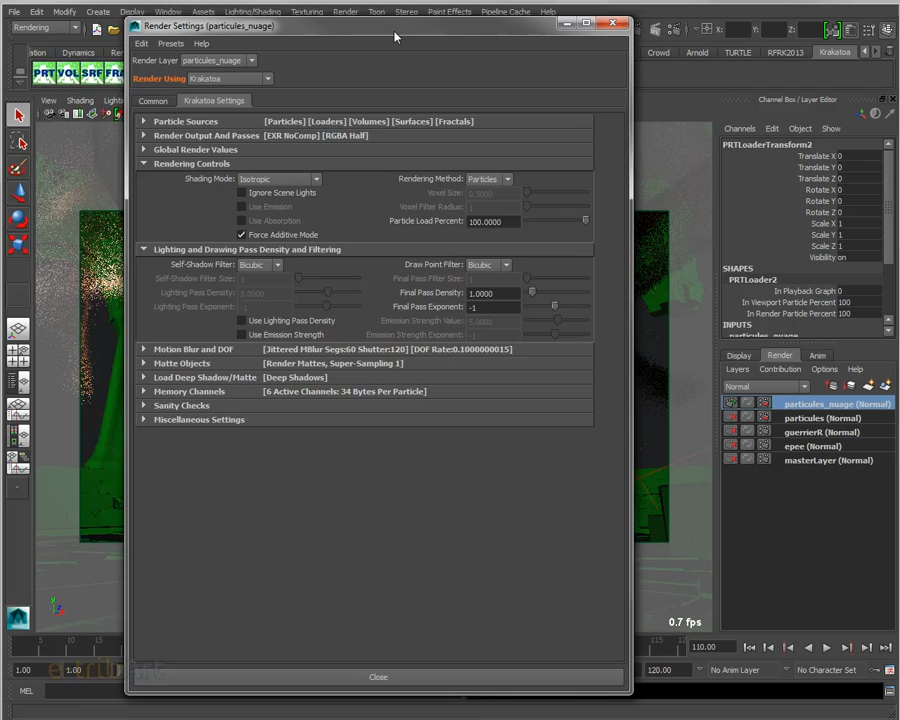 File Edit Modify Create Display Window Assets Lighting/Shading Texturing Render Toon Stereo Paint Effects Pipeline Cache Help
Render Settings (particules_nuage)
Rendering
X: Y: Z:
Dynamics Crowd Arnold TURTLE RFRK2013 Krakatoa
PRT VOL SRF FRA
View Shading Lighting
Edit Presets Help
Render Layer particules_nuage
Render Using Krakatoa
Common Krakatoa Settings
Particle Sources [Particles] [Loaders] [Volumes] [Surfaces] [Fractals]
Render Output And Passes [EXR NoComp] [RGBA Half]
Global Render Values
Rendering Controls
Shading Mode: Isotropic Rendering Method: Particles
Ignore Scene Lights Voxel Size: 0.5000
Use Emission Voxel Filter Radius: 1
Use Absorption Particle Load Percent: 100.0000
Force Additive Mode
Lighting and Drawing Pass Density and Filtering
Self-Shadow Filter: Bicubic Draw Point Filter: Bicubic
Self-Shadow Filter Size: 1 Final Pass Filter Size: 1
Lighting Pass Density: 5.0000 Final Pass Density: 1.0000
Lighting Pass Exponent: -1 Final Pass Exponent: -1
Use Lighting Pass Density Emission Strength Value: 5.0000
Use Emission Strength Emission Strength Exponent: -1
Motion Blur and DOF [Jittered MBlur Segs:60 Shutter:120] [DOF Rate:0.1000000015]
Matte Objects [Render Mattes, Super-Sampling 1]
Load Deep Shadow/Matte [Deep Shadows]
Memory Channels [6 Active Channels: 34 Bytes Per Particle]
Sanity Checks
Miscellaneous Settings
Close
Channel Box / Layer Editor
Channels Edit Object Show
PRTLoaderTransform2
Translate X 0
Translate Y 0
Translate Z 0
Rotate X 0
Rotate Y 0
Rotate Z 0
Scale X 1
Scale Y 1
Scale Z 1
Visibility on
SHAPES
PRTLoader2
In Playback Graph 0
In Viewport Particle Percent 100
In Render Particle Percent 100
INPUTS
particules_nuage
Display Render Anim
Layers Contribution Options Help
Normal
particules_nuage (Normal)
particules (Normal)
guerrierR (Normal)
epee (Normal)
masterLayer (Normal)
0.7 fps
5 10 15 112 115 12 110.00
1.00 1.00 120.00 No Anim Layer No Character Set
MEL